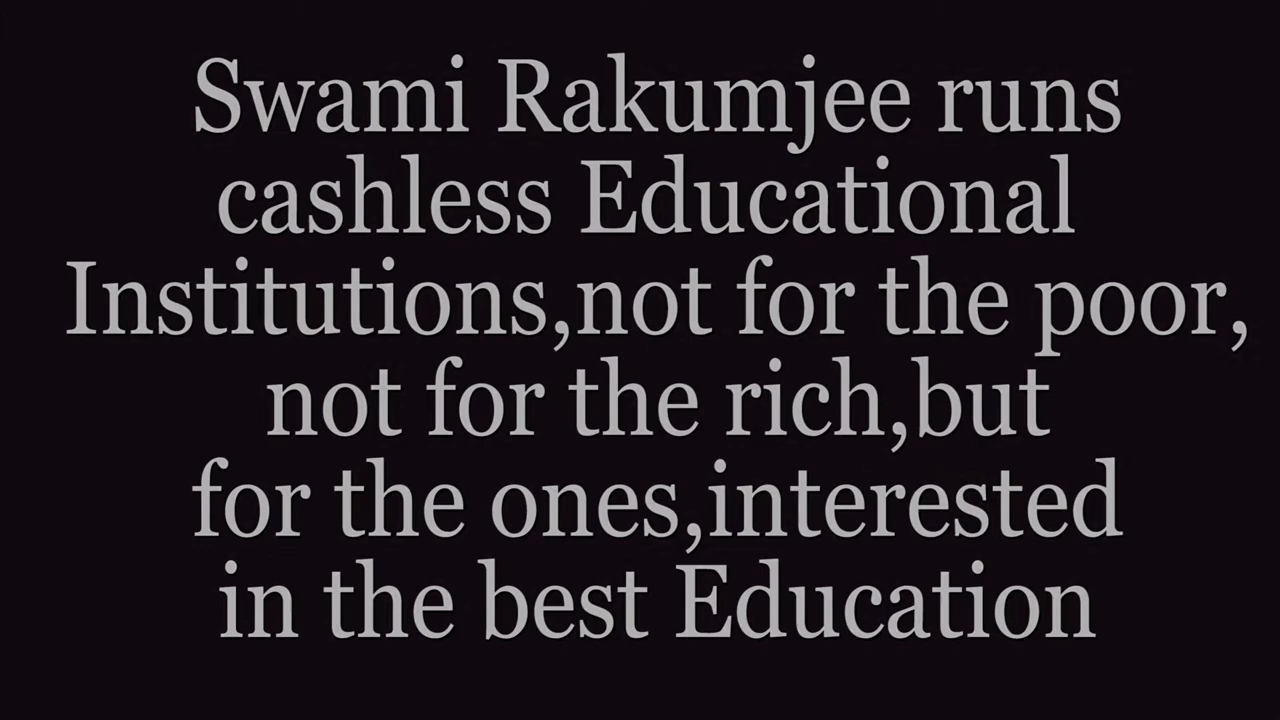 Swami Rakumjee runs
cashless Educational
Institutions,not for the poor,
not for the rich,but
for the ones,interested
in the best Education